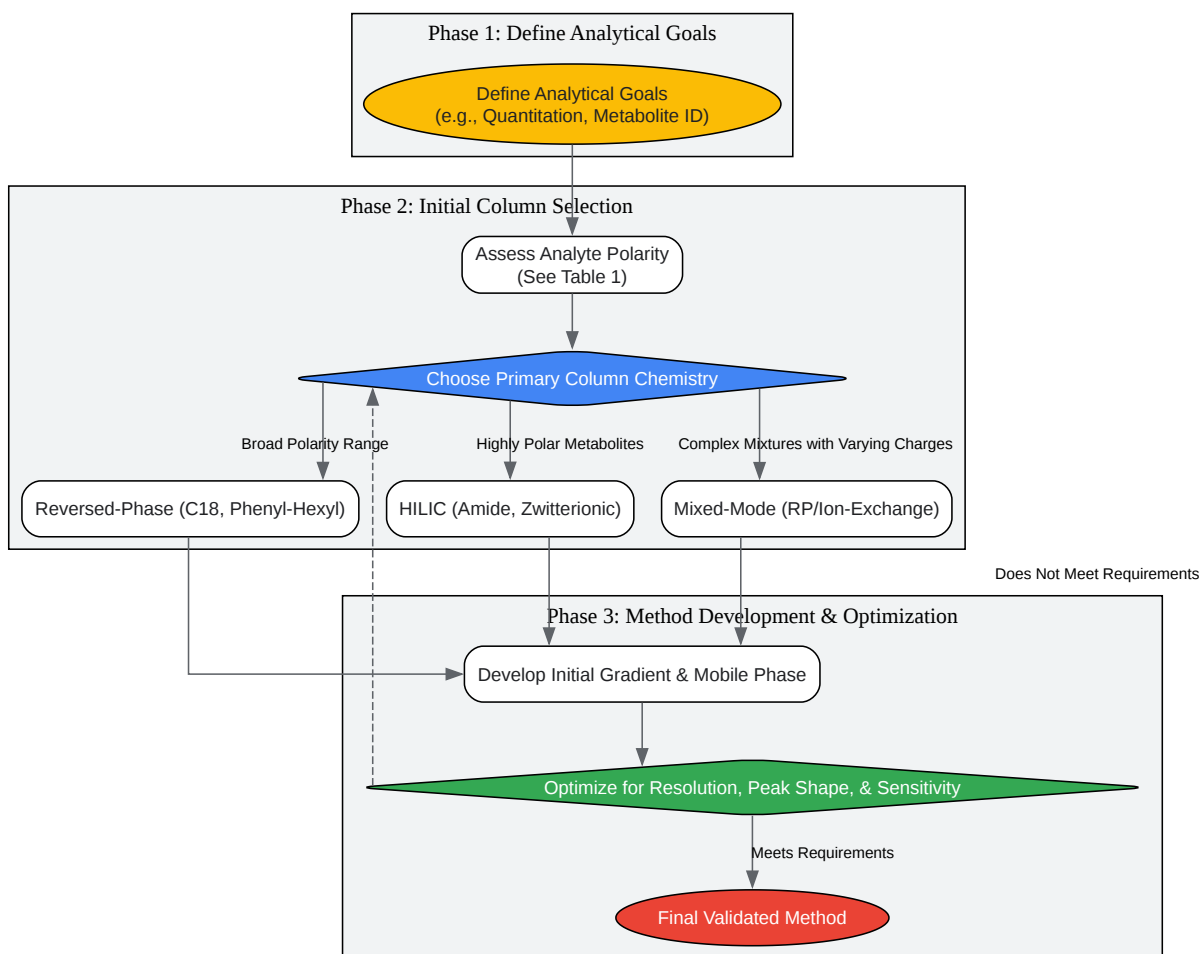 Phase 1: Define Analytical Goals
Define Analytical Goals
(e.g., Quantitation, Metabolite ID)
Phase 2: Initial Column Selection
Assess Analyte Polarity
(See Table 1)
Choose Primary Column Chemistry
Broad Polarity Range
Highly Polar Metabolites
Complex Mixtures with Varying Charges
Reversed-Phase (C18, Phenyl-Hexyl)
HILIC (Amide, Zwitterionic)
Mixed-Mode (RP/Ion-Exchange)
Does Not Meet Requirements
Phase 3: Method Development & Optimization
Develop Initial Gradient & Mobile Phase
Optimize for Resolution, Peak Shape, & Sensitivity
Meets Requirements
Final Validated Method